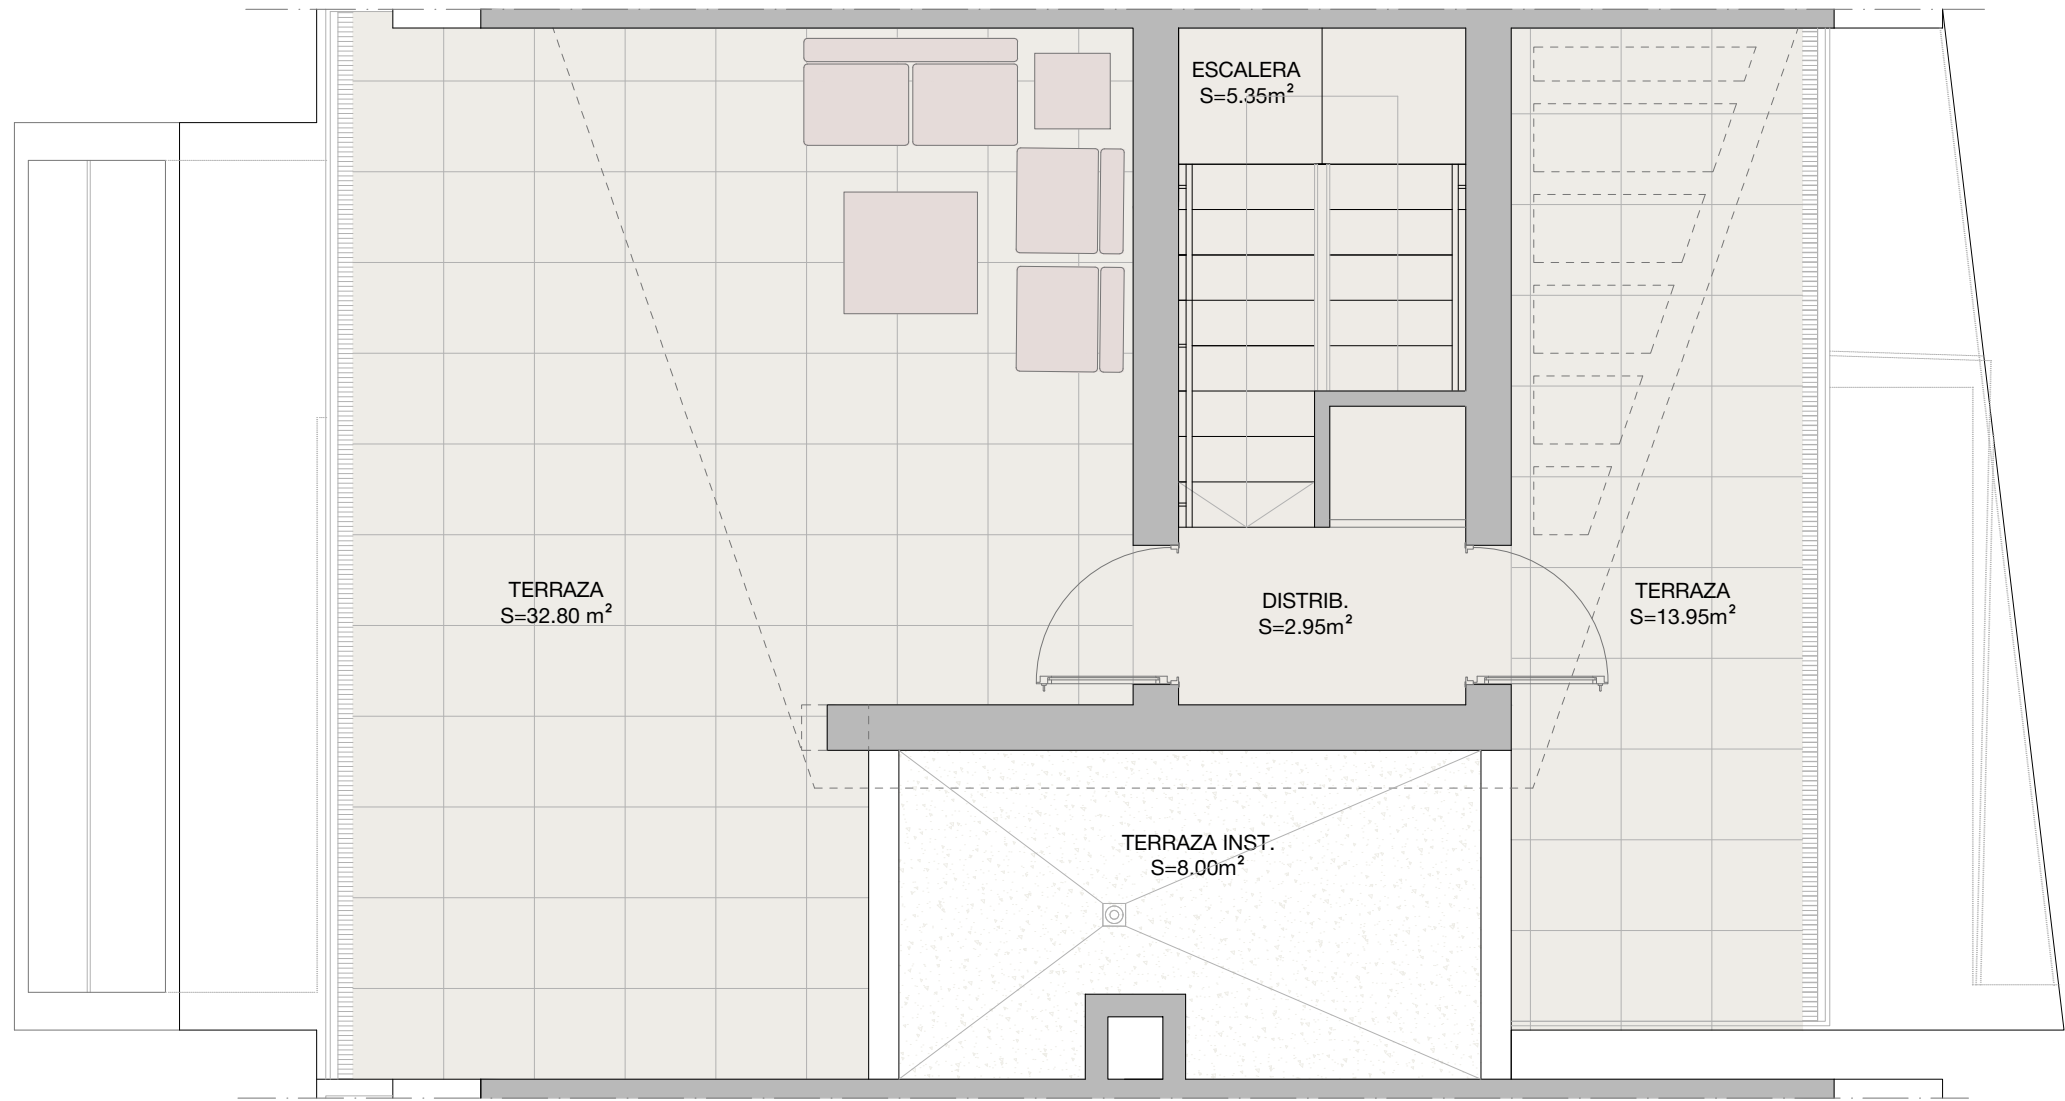 ESCALERA
S=5.35m²
TERRAZA
S=32.80 m²
DISTRIB.
S=2.95m²
TERRAZA
S=13.95m²
TERRAZA INST.
S=8.00m²